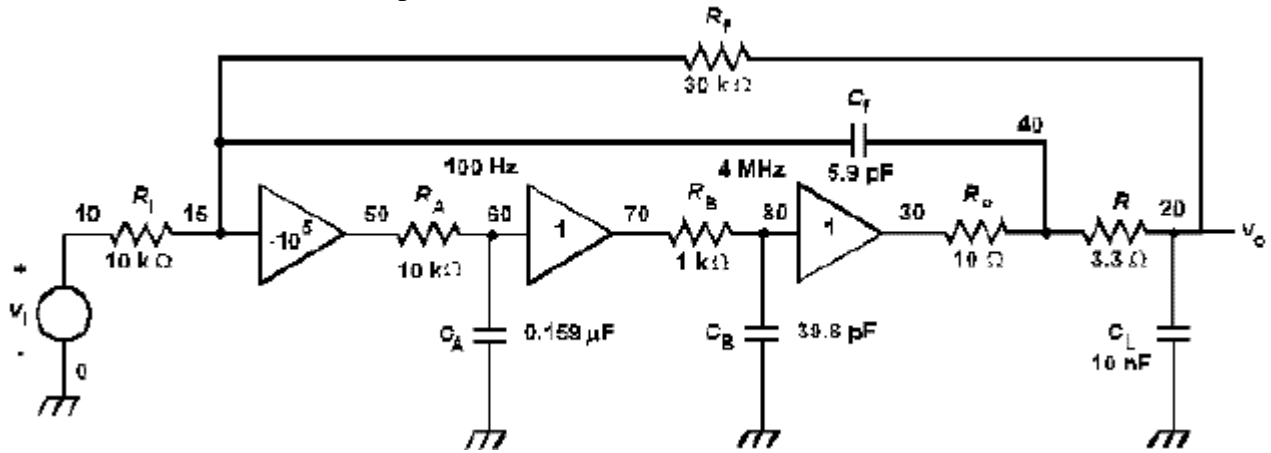 R_f
30 kΩ
C_f
40
5.9 pF
100 Hz
4 MHz
10
R_I
15
10 kΩ
-10^5
50
R_A
60
10 kΩ
1
70
R_B
80
1 kΩ
1
30
R_o
10 Ω
R
3.3 Ω
20
v_o
+
v_I
-
0
C_A
0.159 μF
C_B
39.8 pF
C_L
10 nF